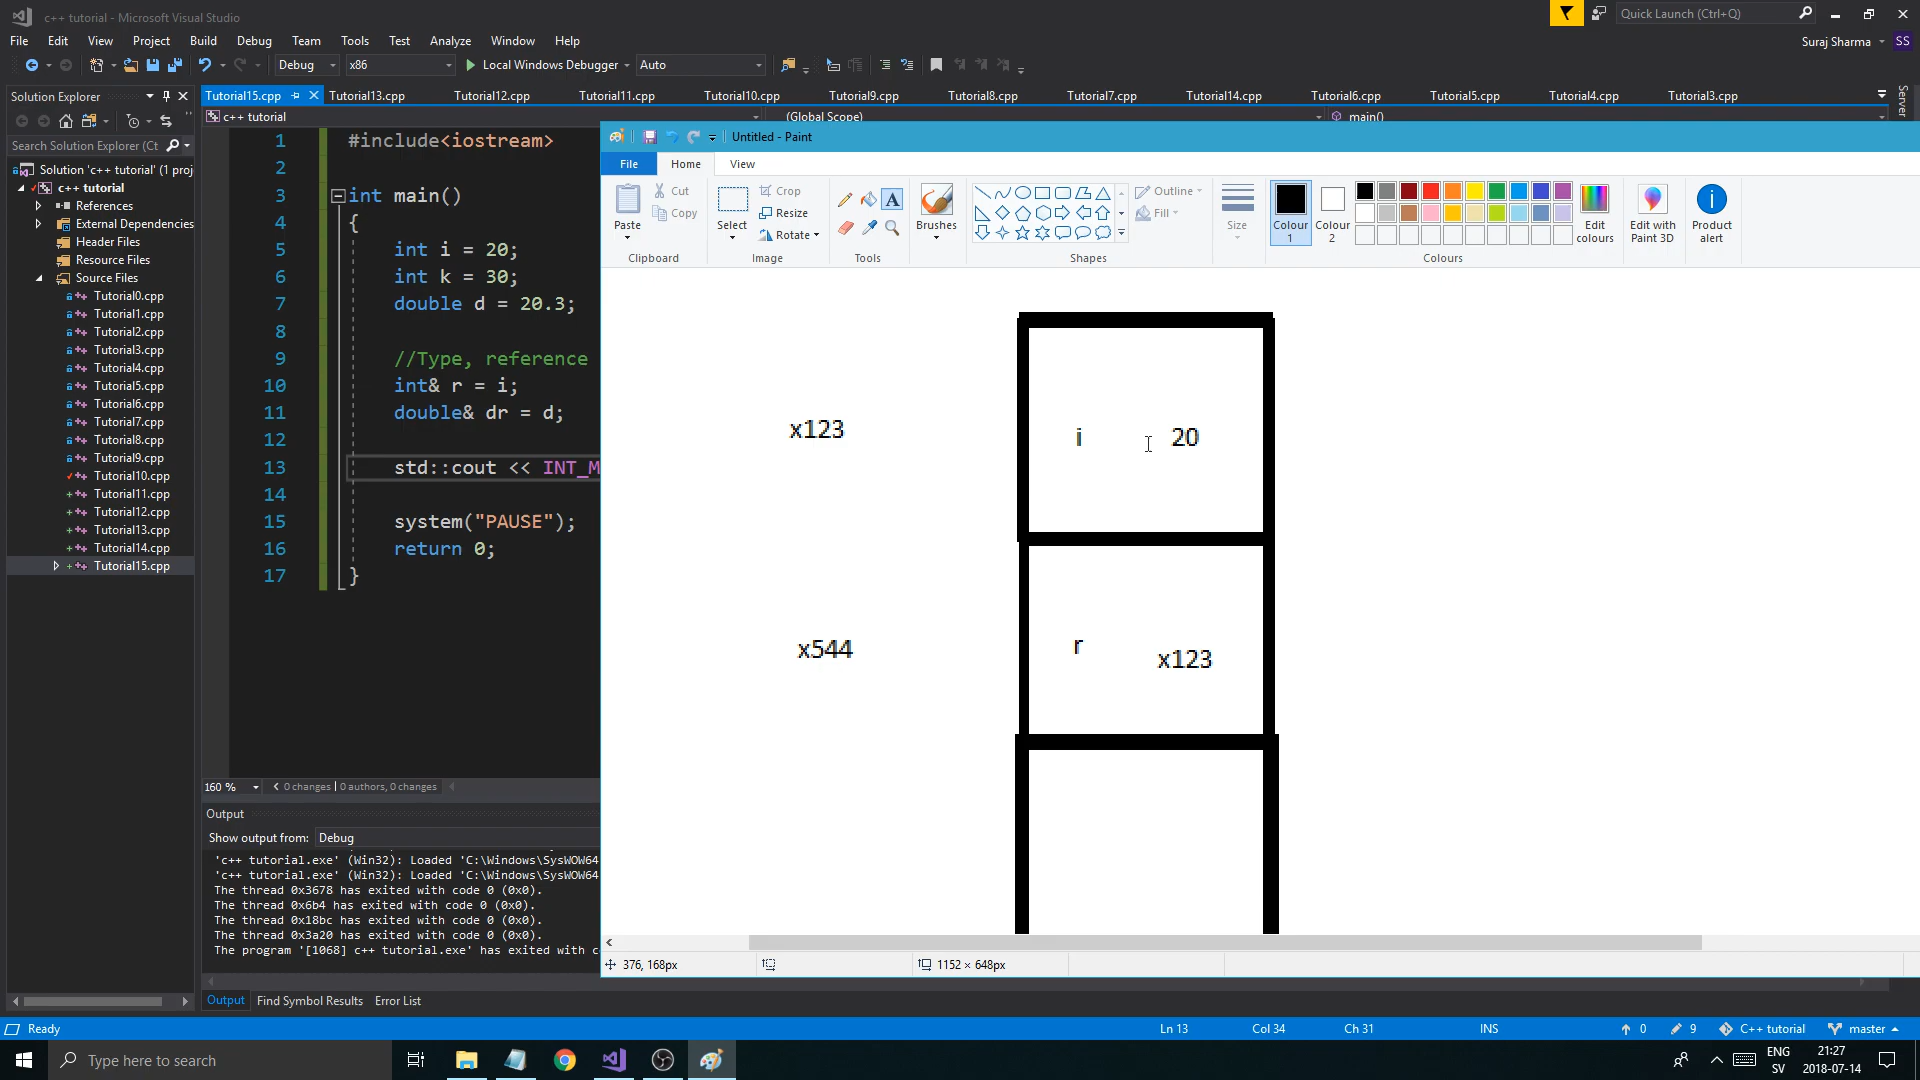 c++ tutorial - Microsoft Visual Studio
Quick Launch (Ctrl+Q)
File Edit View Project Build Debug Team Tools Test Analyze Window Help
Suraj Sharma SS
Debug x86 Local Windows Debugger Auto
Solution Explorer
Search Solution Explorer (Ct
Solution 'c++ tutorial' (1 proj
c++ tutorial
References
External Dependencies
Header Files
Resource Files
Source Files
Tutorial0.cpp
Tutorial1.cpp
Tutorial2.cpp
Tutorial3.cpp
Tutorial4.cpp
Tutorial5.cpp
Tutorial6.cpp
Tutorial7.cpp
Tutorial8.cpp
Tutorial9.cpp
Tutorial10.cpp
Tutorial11.cpp
Tutorial12.cpp
Tutorial13.cpp
Tutorial14.cpp
Tutorial15.cpp
Tutorial15.cpp Tutorial13.cpp Tutorial12.cpp Tutorial11.cpp Tutorial10.cpp Tutorial9.cpp Tutorial8.cpp Tutorial7.cpp Tutorial14.cpp Tutorial6.cpp Tutorial5.cpp Tutorial4.cpp Tutorial3.cpp
Server
c++ tutorial (Global Scope) main()
1 #include<iostream>
2
3 int main()
4 {
5 int i = 20;
6 int k = 30;
7 double d = 20.3;
8
9 //Type, reference
10 int& r = i;
11 double& dr = d;
12
13 std::cout << INT_M
14
15 system("PAUSE");
16 return 0;
17 }
160 % 0 changes | 0 authors, 0 changes
Output
Show output from: Debug
'c++ tutorial.exe' (Win32): Loaded 'C:\Windows\SysWOW64
'c++ tutorial.exe' (Win32): Loaded 'C:\Windows\SysWOW64
The thread 0x3678 has exited with code 0 (0x0).
The thread 0x6b4 has exited with code 0 (0x0).
The thread 0x18bc has exited with code 0 (0x0).
The thread 0x3a20 has exited with code 0 (0x0).
The program '[1068] c++ tutorial.exe' has exited with c
Output Find Symbol Results Error List
Untitled - Paint
File Home View
Paste
Cut
Copy
Clipboard
Select
Crop
Resize
Rotate
Image
A
Tools
Brushes
Outline
Fill
Shapes
Size
Colour 1
Colour 2
Edit colours
Colours
Edit with Paint 3D
Product alert
x123 i 20
x544 r x123
376, 168px 1152 × 648px
Ready Ln 13 Col 34 Ch 31 INS 0 9 C++ tutorial master
Type here to search
ENG
SV
21:27
2018-07-14